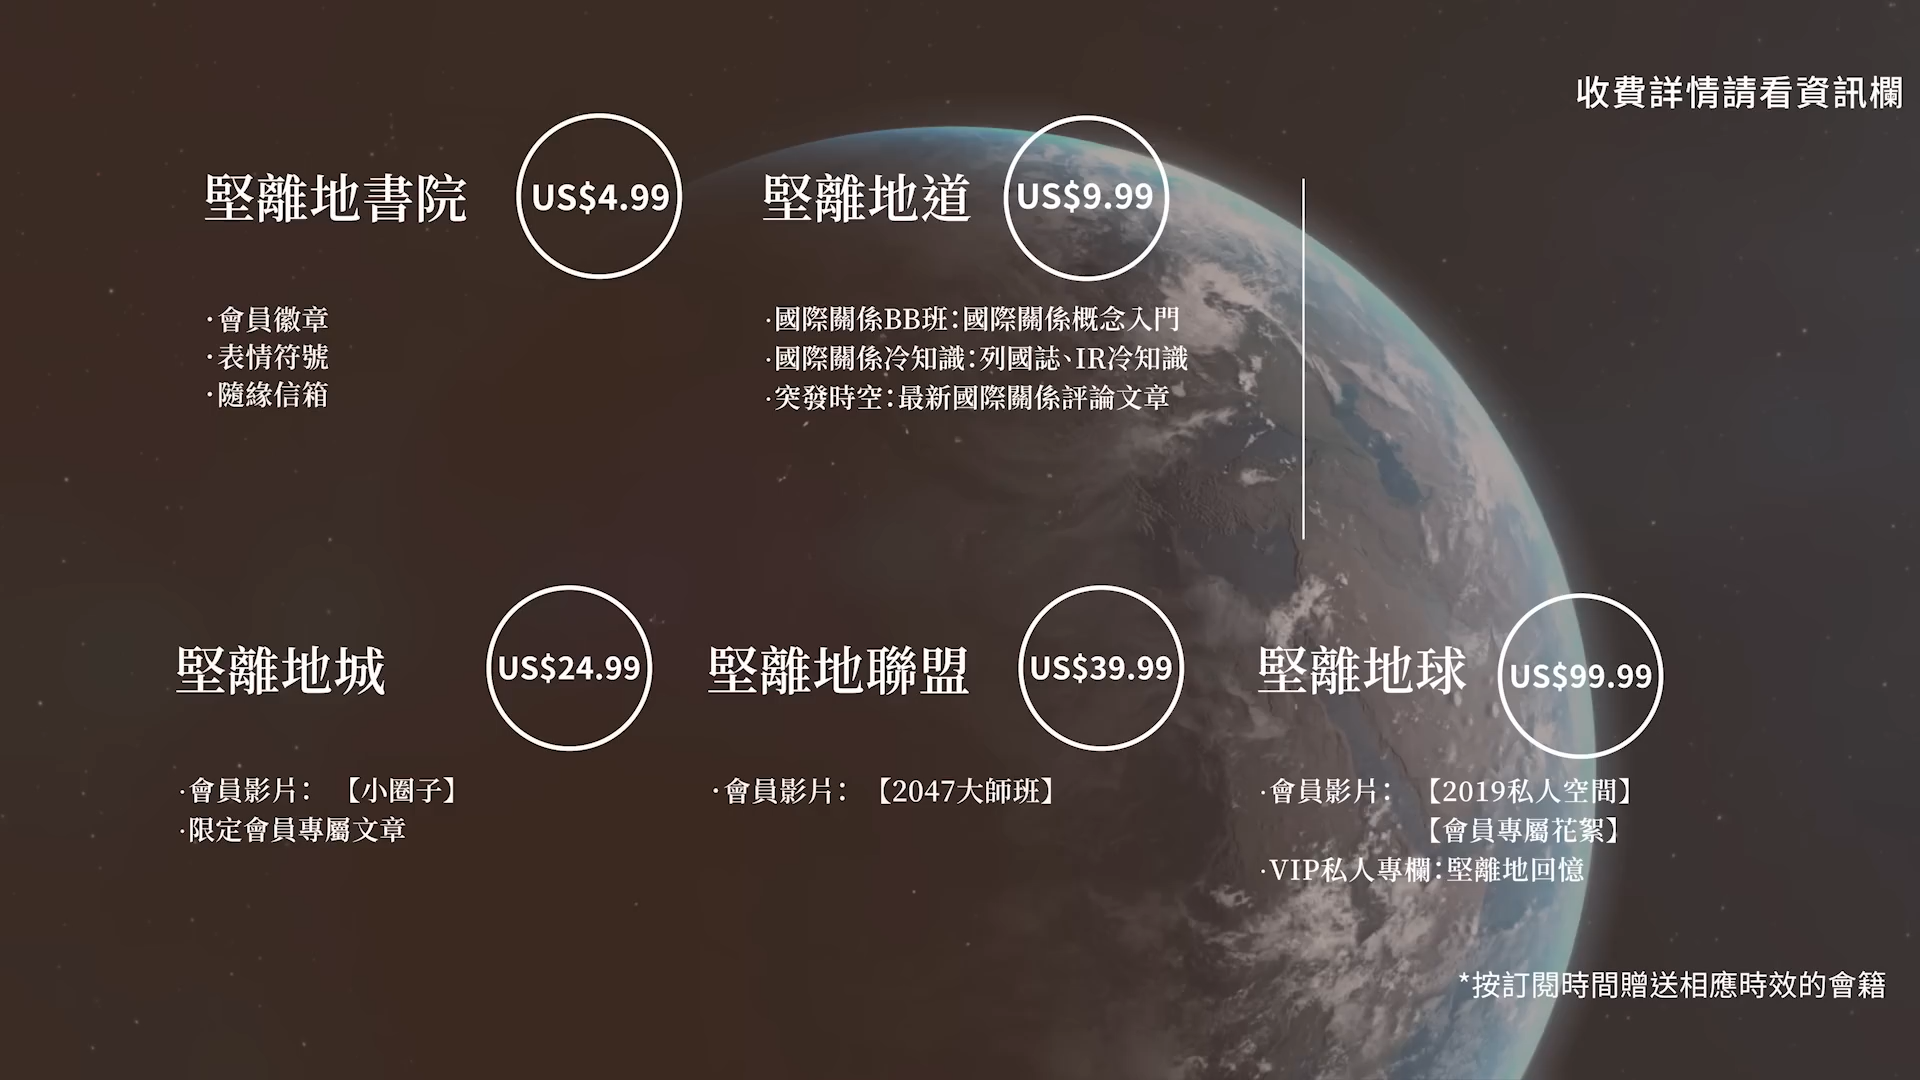 收費詳情請看資訊欄
堅離地書院
US$4.99
·會員徽章
·表情符號
·隨緣信箱
堅離地道
US$9.99
·國際關係BB班：國際關係概念入門
·國際關係冷知識：列國誌、IR冷知識
·突發時空：最新國際關係評論文章
堅離地城
US$24.99
·會員影片： 【小圈子】
·限定會員專屬文章
堅離地聯盟
US$39.99
·會員影片： 【2047大師班】
堅離地球
US$99.99
·會員影片： 【2019私人空間】
【會員專屬花絮】
·VIP私人專欄：堅離地回憶
*按訂閱時間贈送相應時效的會籍